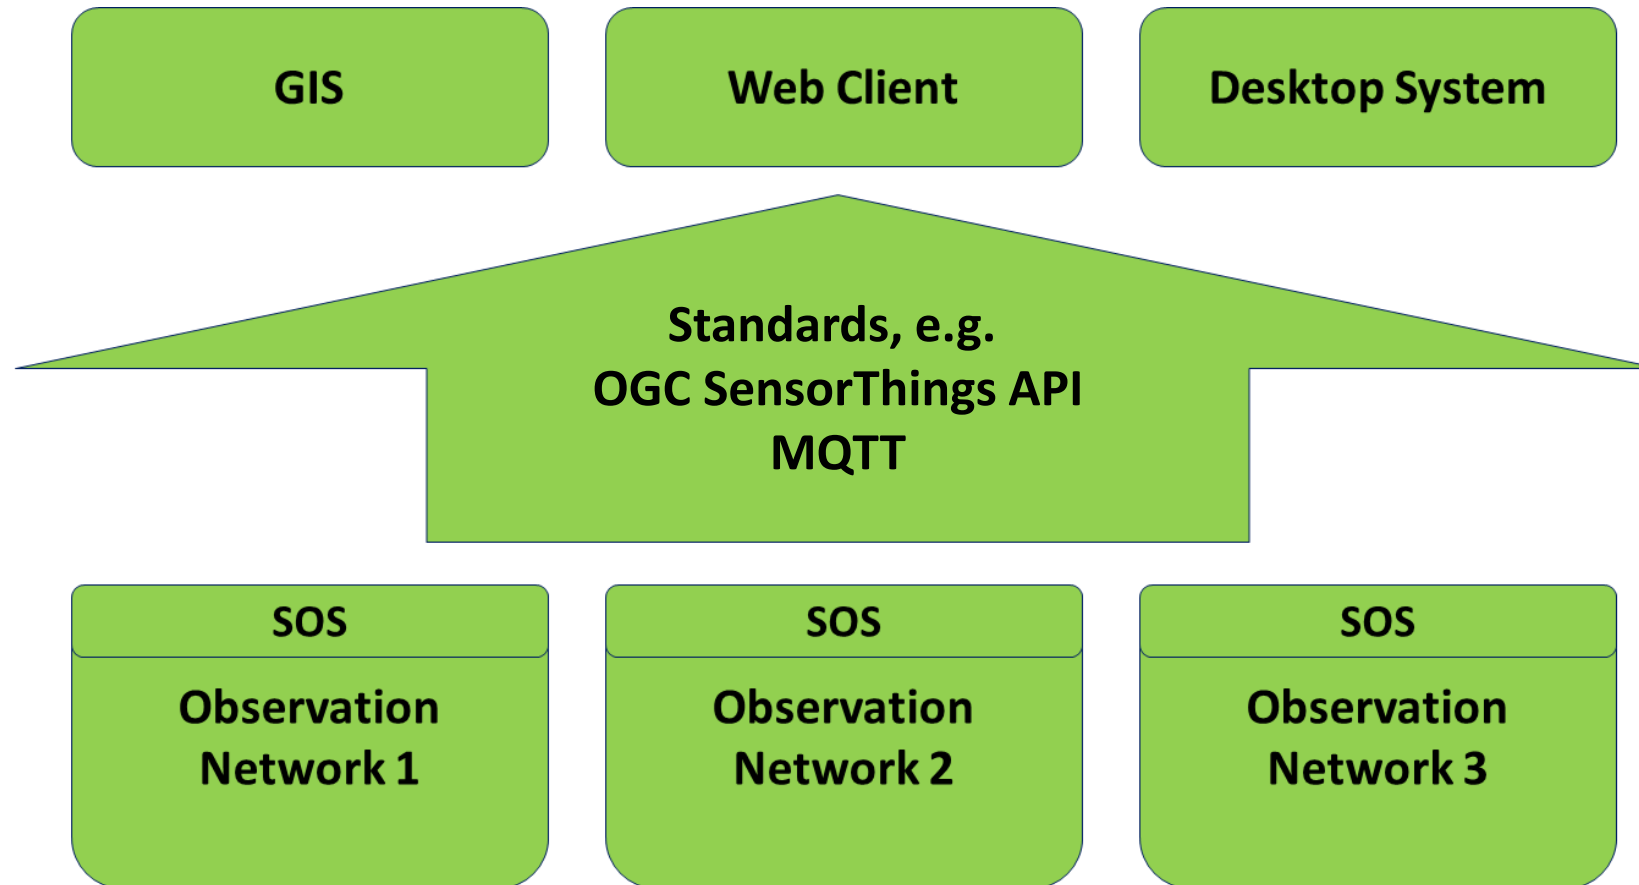 GIS
Web Client
Desktop System
Standards, e.g.
OGC SensorThings API
MQTT
SOS
Observation
Network 1
SOS
Observation
Network 2
SOS
Observation
Network 3